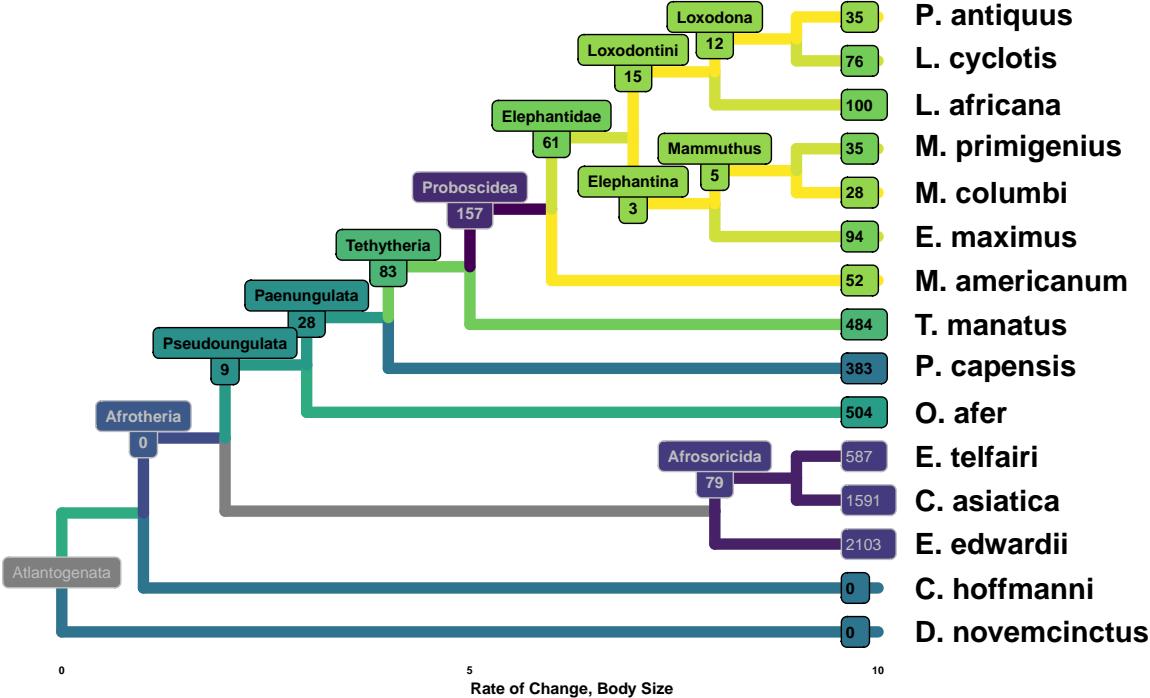 Loxodona
35
P. antiquus
12
Loxodontini
76
L. cyclotis
15
100
L. africana
Elephantidae
61
Mammuthus
35
M. primigenius
5
Elephantina
28
M. columbi
3
Proboscidea
157
94
E. maximus
Tethytheria
83
52
M. americanum
Paenungulata
28
484
T. manatus
Pseudoungulata
9
383
P. capensis
Afrotheria
0
504
O. afer
Afrosoricida
79
587
E. telfairi
1591
C. asiatica
2103
E. edwardii
Atlantogenata
0
C. hoffmanni
0
D. novemcinctus
0 5 10
Rate of Change, Body Size